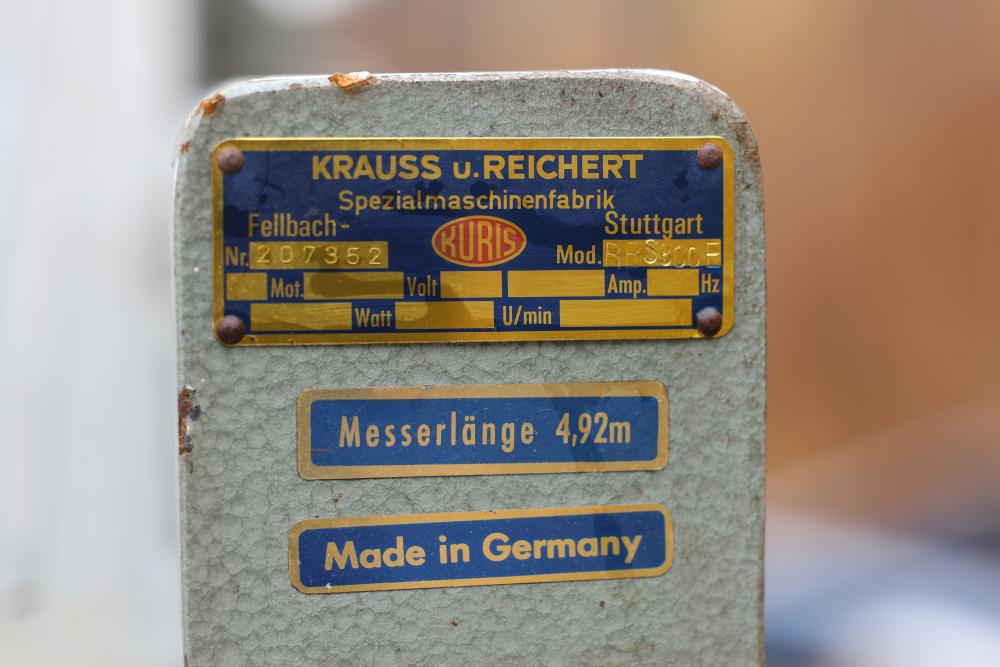 KRAUSS u. REICHERT
Spezialmaschinenfabrik
Fellbach- Stuttgart
KURIS
Nr. 207352 Mod.
Mot. Volt Amp. Hz
Watt U/min
Messerlänge 4,92m
Made in Germany